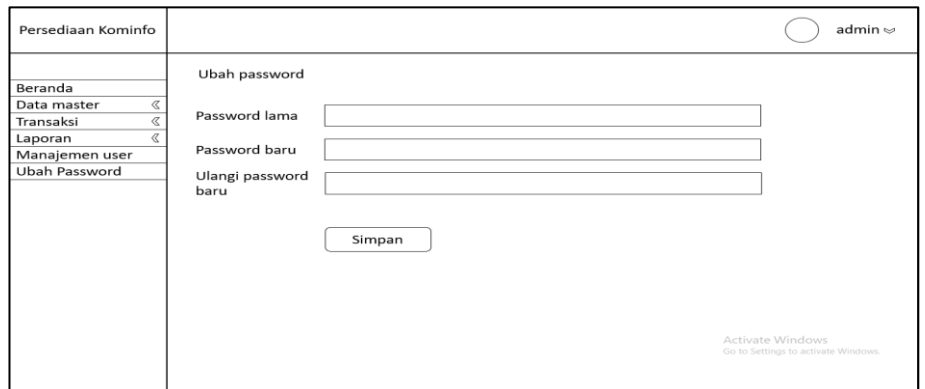 Persediaan Kominfo
admin
Beranda
Data master
Transaksi
Laporan
Manajemen user
Ubah Password
Ubah password
Password lama
Password baru
Ulangi password
baru
Simpan
Activate Windows
Go to Settings to activate Windows.